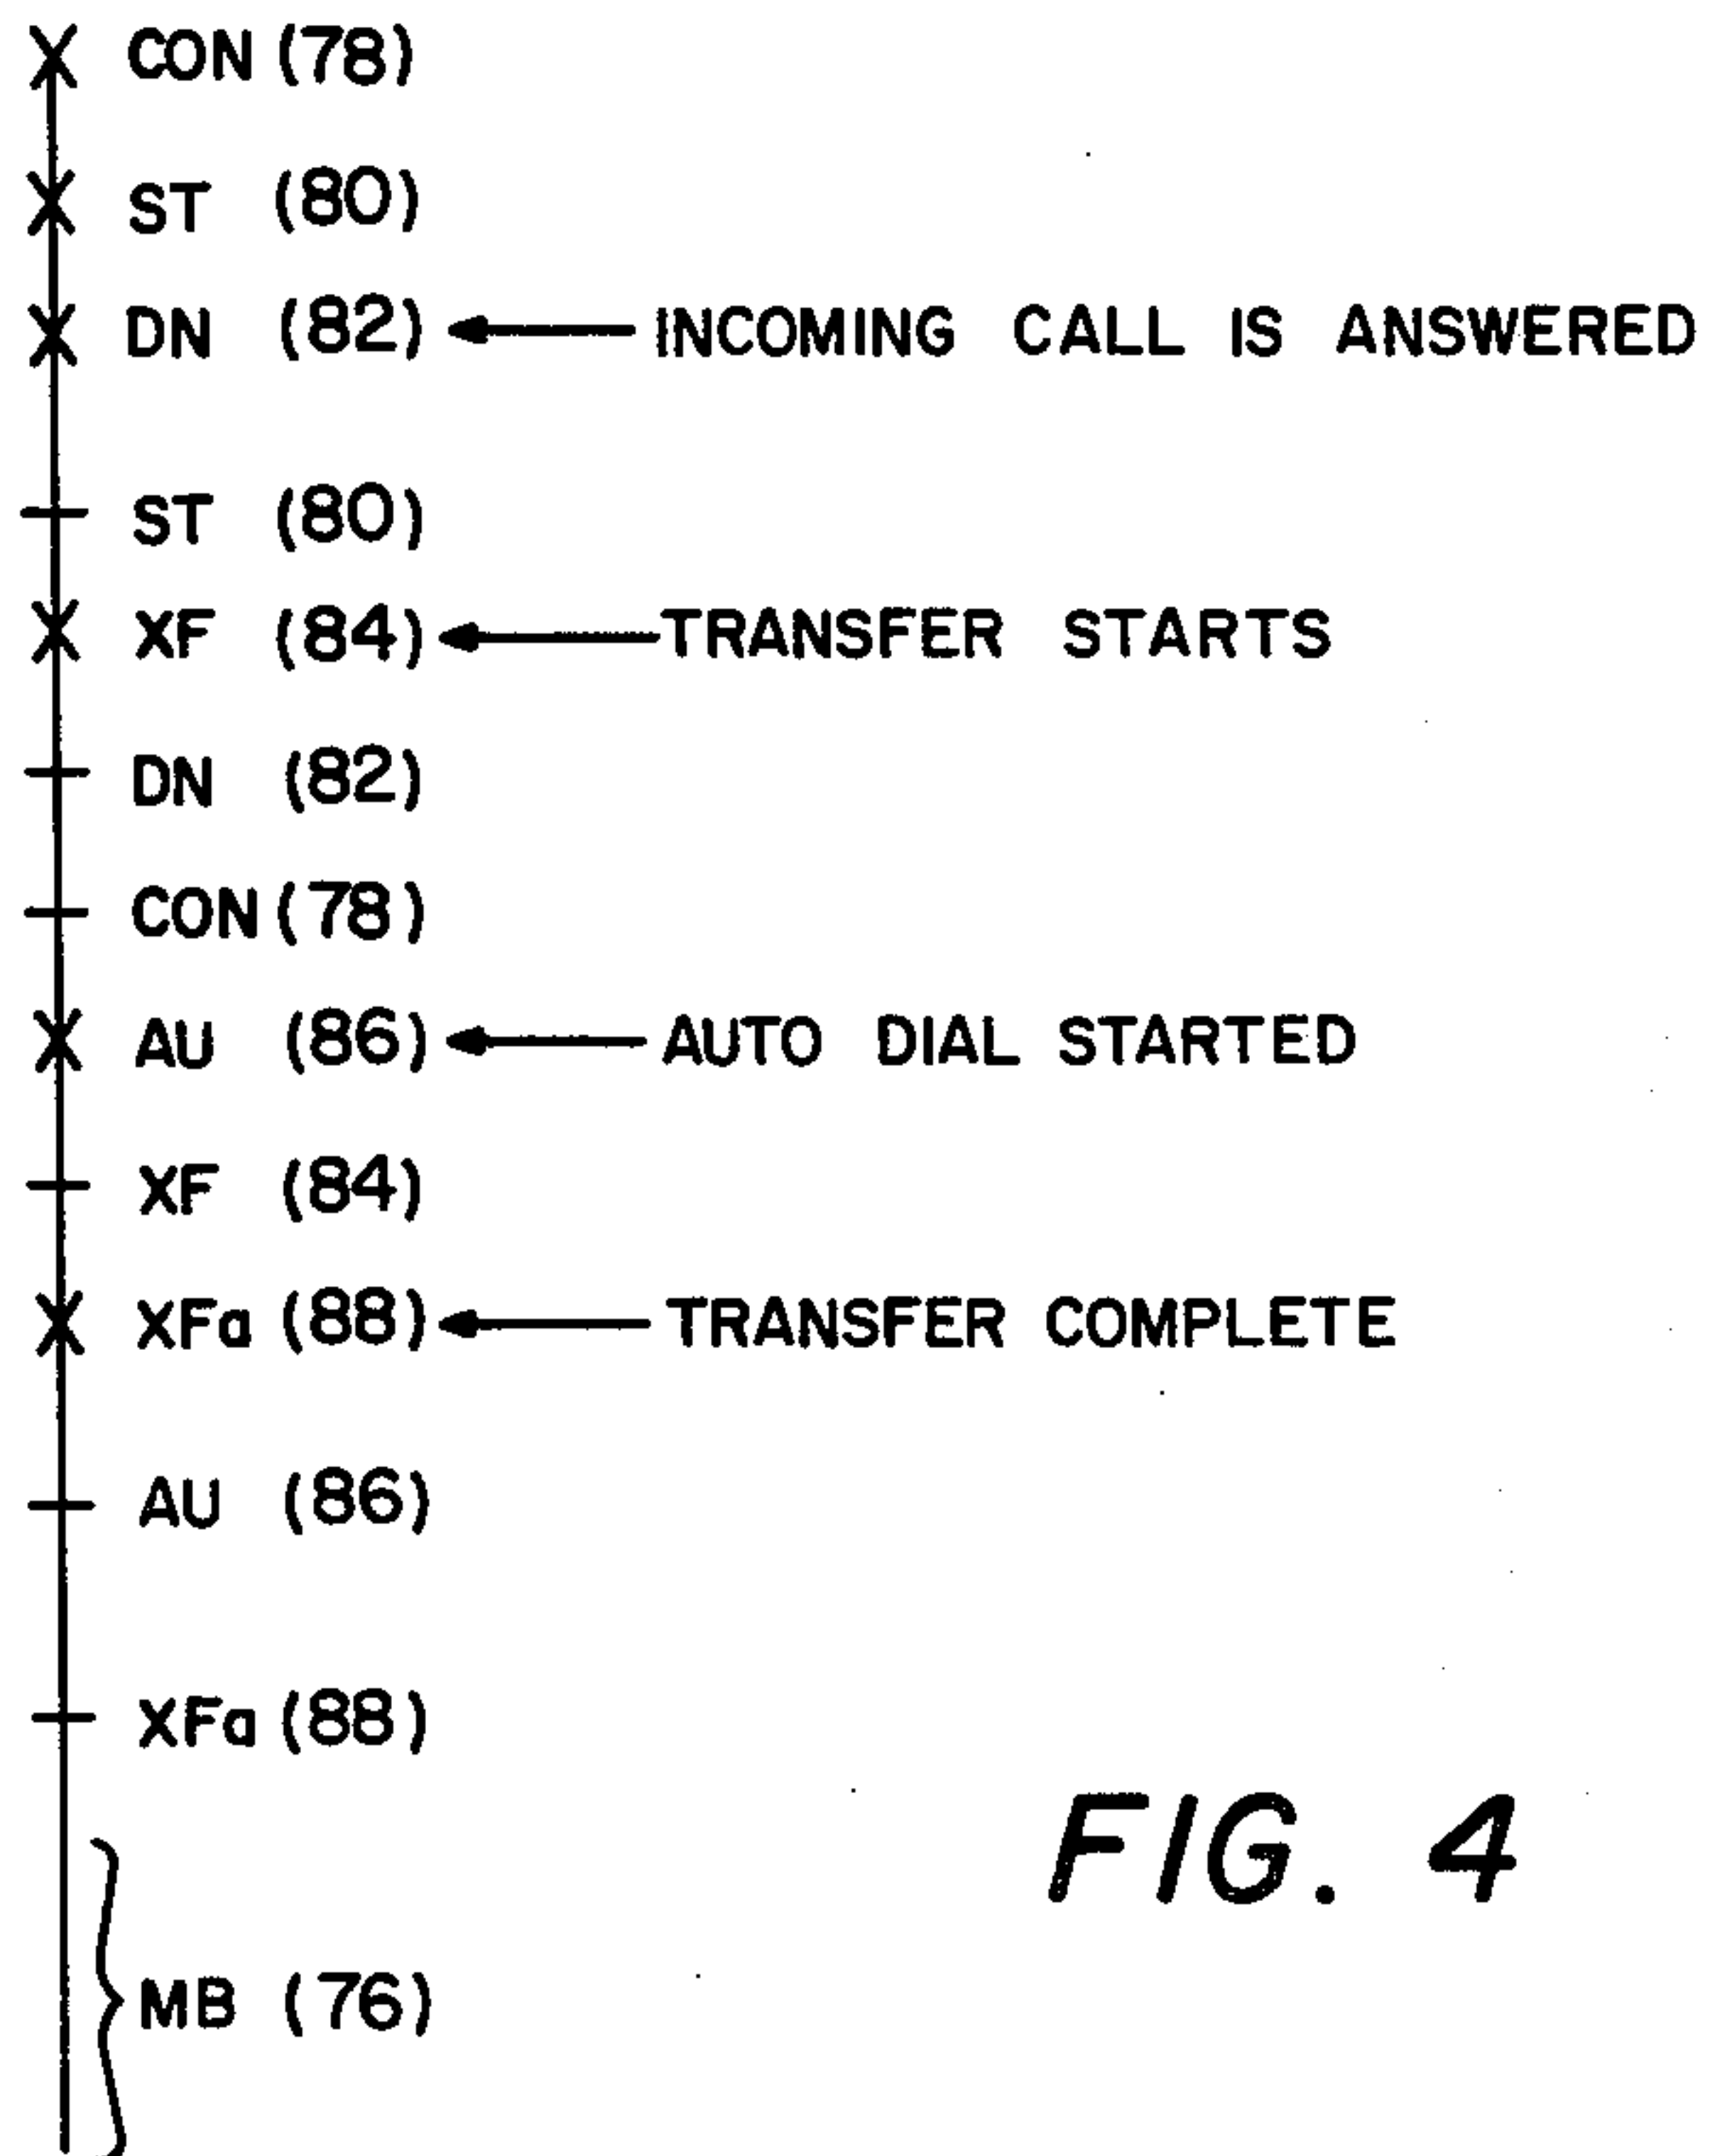 CON (78)
ST (80)
DN (82) INCOMING CALL IS ANSWERED
ST (80)
XF (84) TRANSFER STARTS
DN (82)
CON (78)
AU (86) AUTO DIAL STARTED
XF (84)
XFa (88) TRANSFER COMPLETE
AU (86)
XFa (88)
MB (76)
FIG. 4